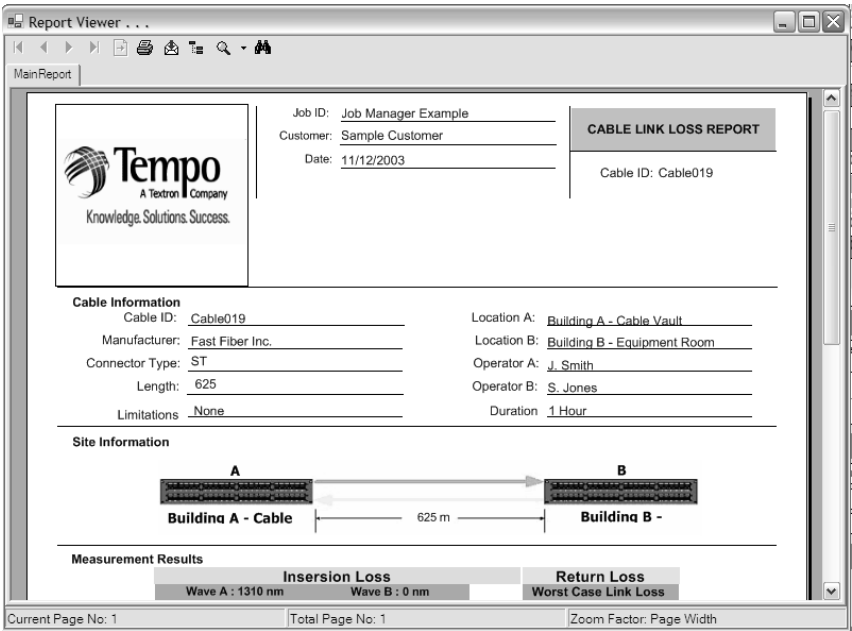 Report Viewer . . .
MainReport
Tempo
A Textron Company
Knowledge. Solutions. Success.
Job ID: Job Manager Example
Customer: Sample Customer
Date: 11/12/2003
CABLE LINK LOSS REPORT
Cable ID: Cable019
Cable Information
Cable ID: Cable019
Manufacturer: Fast Fiber Inc.
Connector Type: ST
Length: 625
Limitations None
Location A: Building A - Cable Vault
Location B: Building B - Equipment Room
Operator A: J. Smith
Operator B: S. Jones
Duration 1 Hour
Site Information
A B
Building A - Cable 625 m Building B -
Measurement Results
Insersion Loss Return Loss
Wave A : 1310 nm Wave B : 0 nm Worst Case Link Loss
Current Page No: 1 Total Page No: 1 Zoom Factor: Page Width